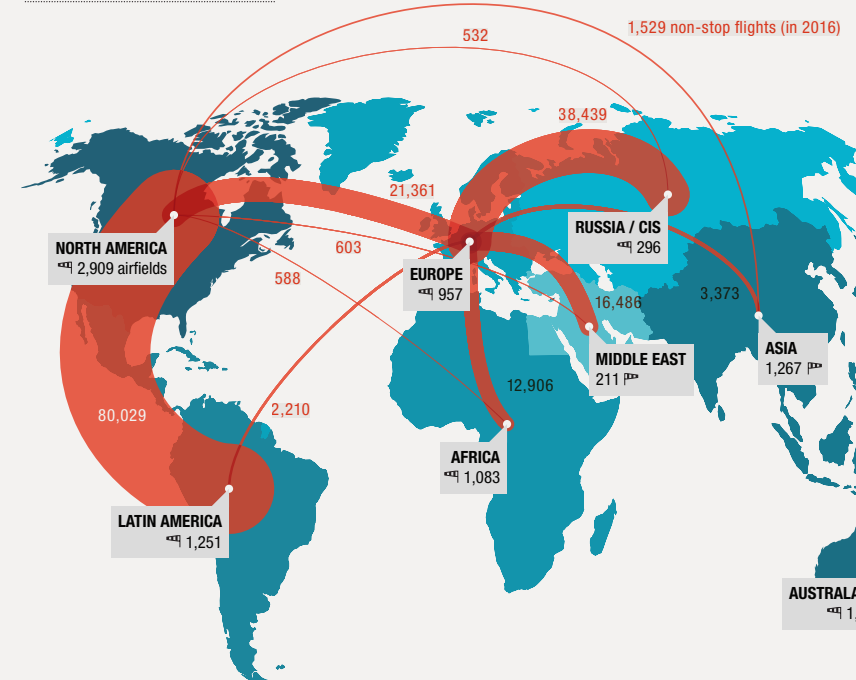 1,529 non-stop flights (in 2016)
532
38,439
21,361
NORTH AMERICA
2,909 airfields
603
RUSSIA / CIS
296
588
EUROPE
957
16,486
3,373
ASIA
1,267
MIDDLE EAST
211
12,906
80,029
2,210
AFRICA
1,083
LATIN AMERICA
1,251
AUSTRALA
1,